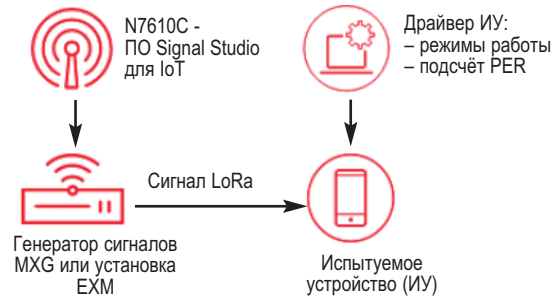 N7610C -
ПО Signal Studio
для IoT
Драйвер ИУ:
– режимы работы
– подсчёт PER
Сигнал LoRa
Генератор сигналов
MXG или установка
EXM
Испытуемое
устройство (ИУ)